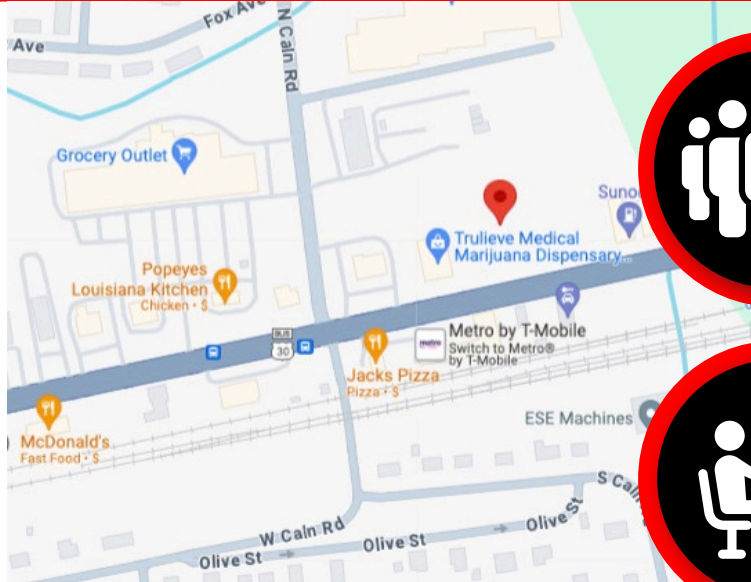 Fox Ave
Ave
N Caln Rd
Grocery Outlet
Sunoc
Trulieve Medical
Marijuana Dispensary...
Popeyes
Louisiana Kitchen
Chicken · $
BUS
30
Metro by T-Mobile
Switch to Metro®
by T-Mobile
metro
Jacks Pizza
Pizza · $
McDonald's
Fast Food · $
ESE Machines
S Caln
W Caln Rd
Olive St
Olive St
Olive St